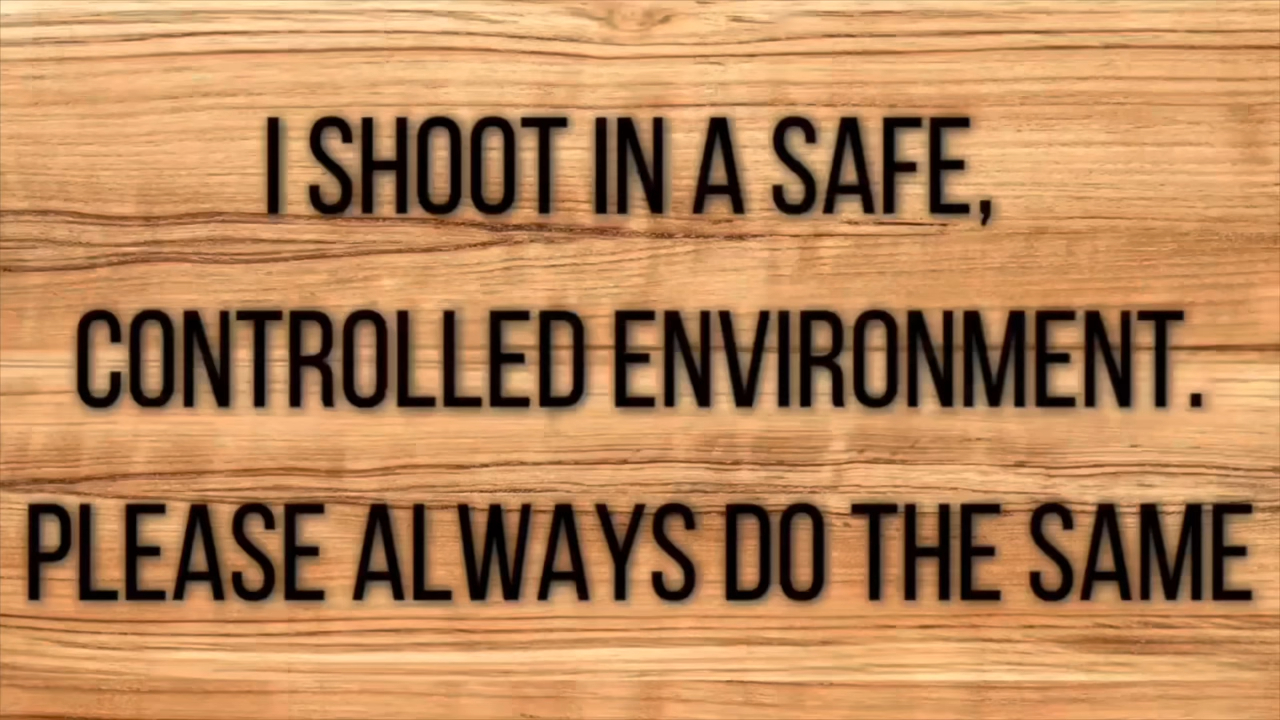 I SHOOT IN A SAFE,
CONTROLLED ENVIRONMENT.
PLEASE ALWAYS DO THE SAME